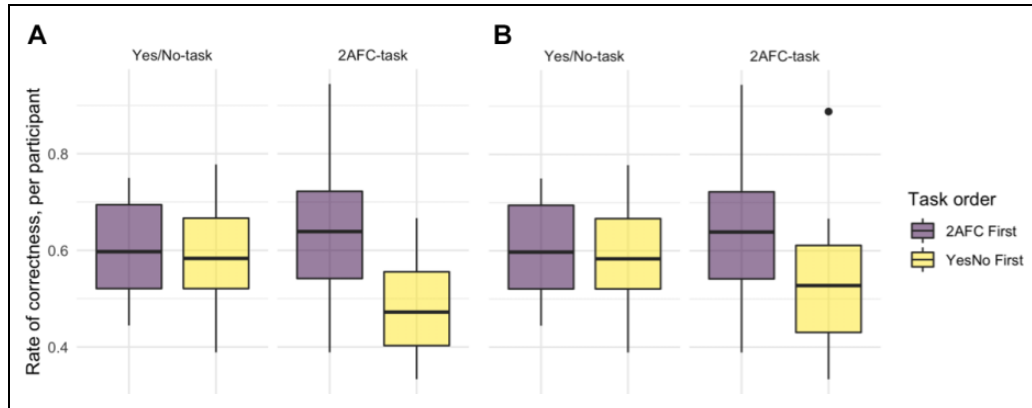 A
B
Yes/No-task
2AFC-task
Yes/No-task
2AFC-task
Rate of correctness, per participant
0.8
0.6
0.4
Task order
2AFC First
YesNo First